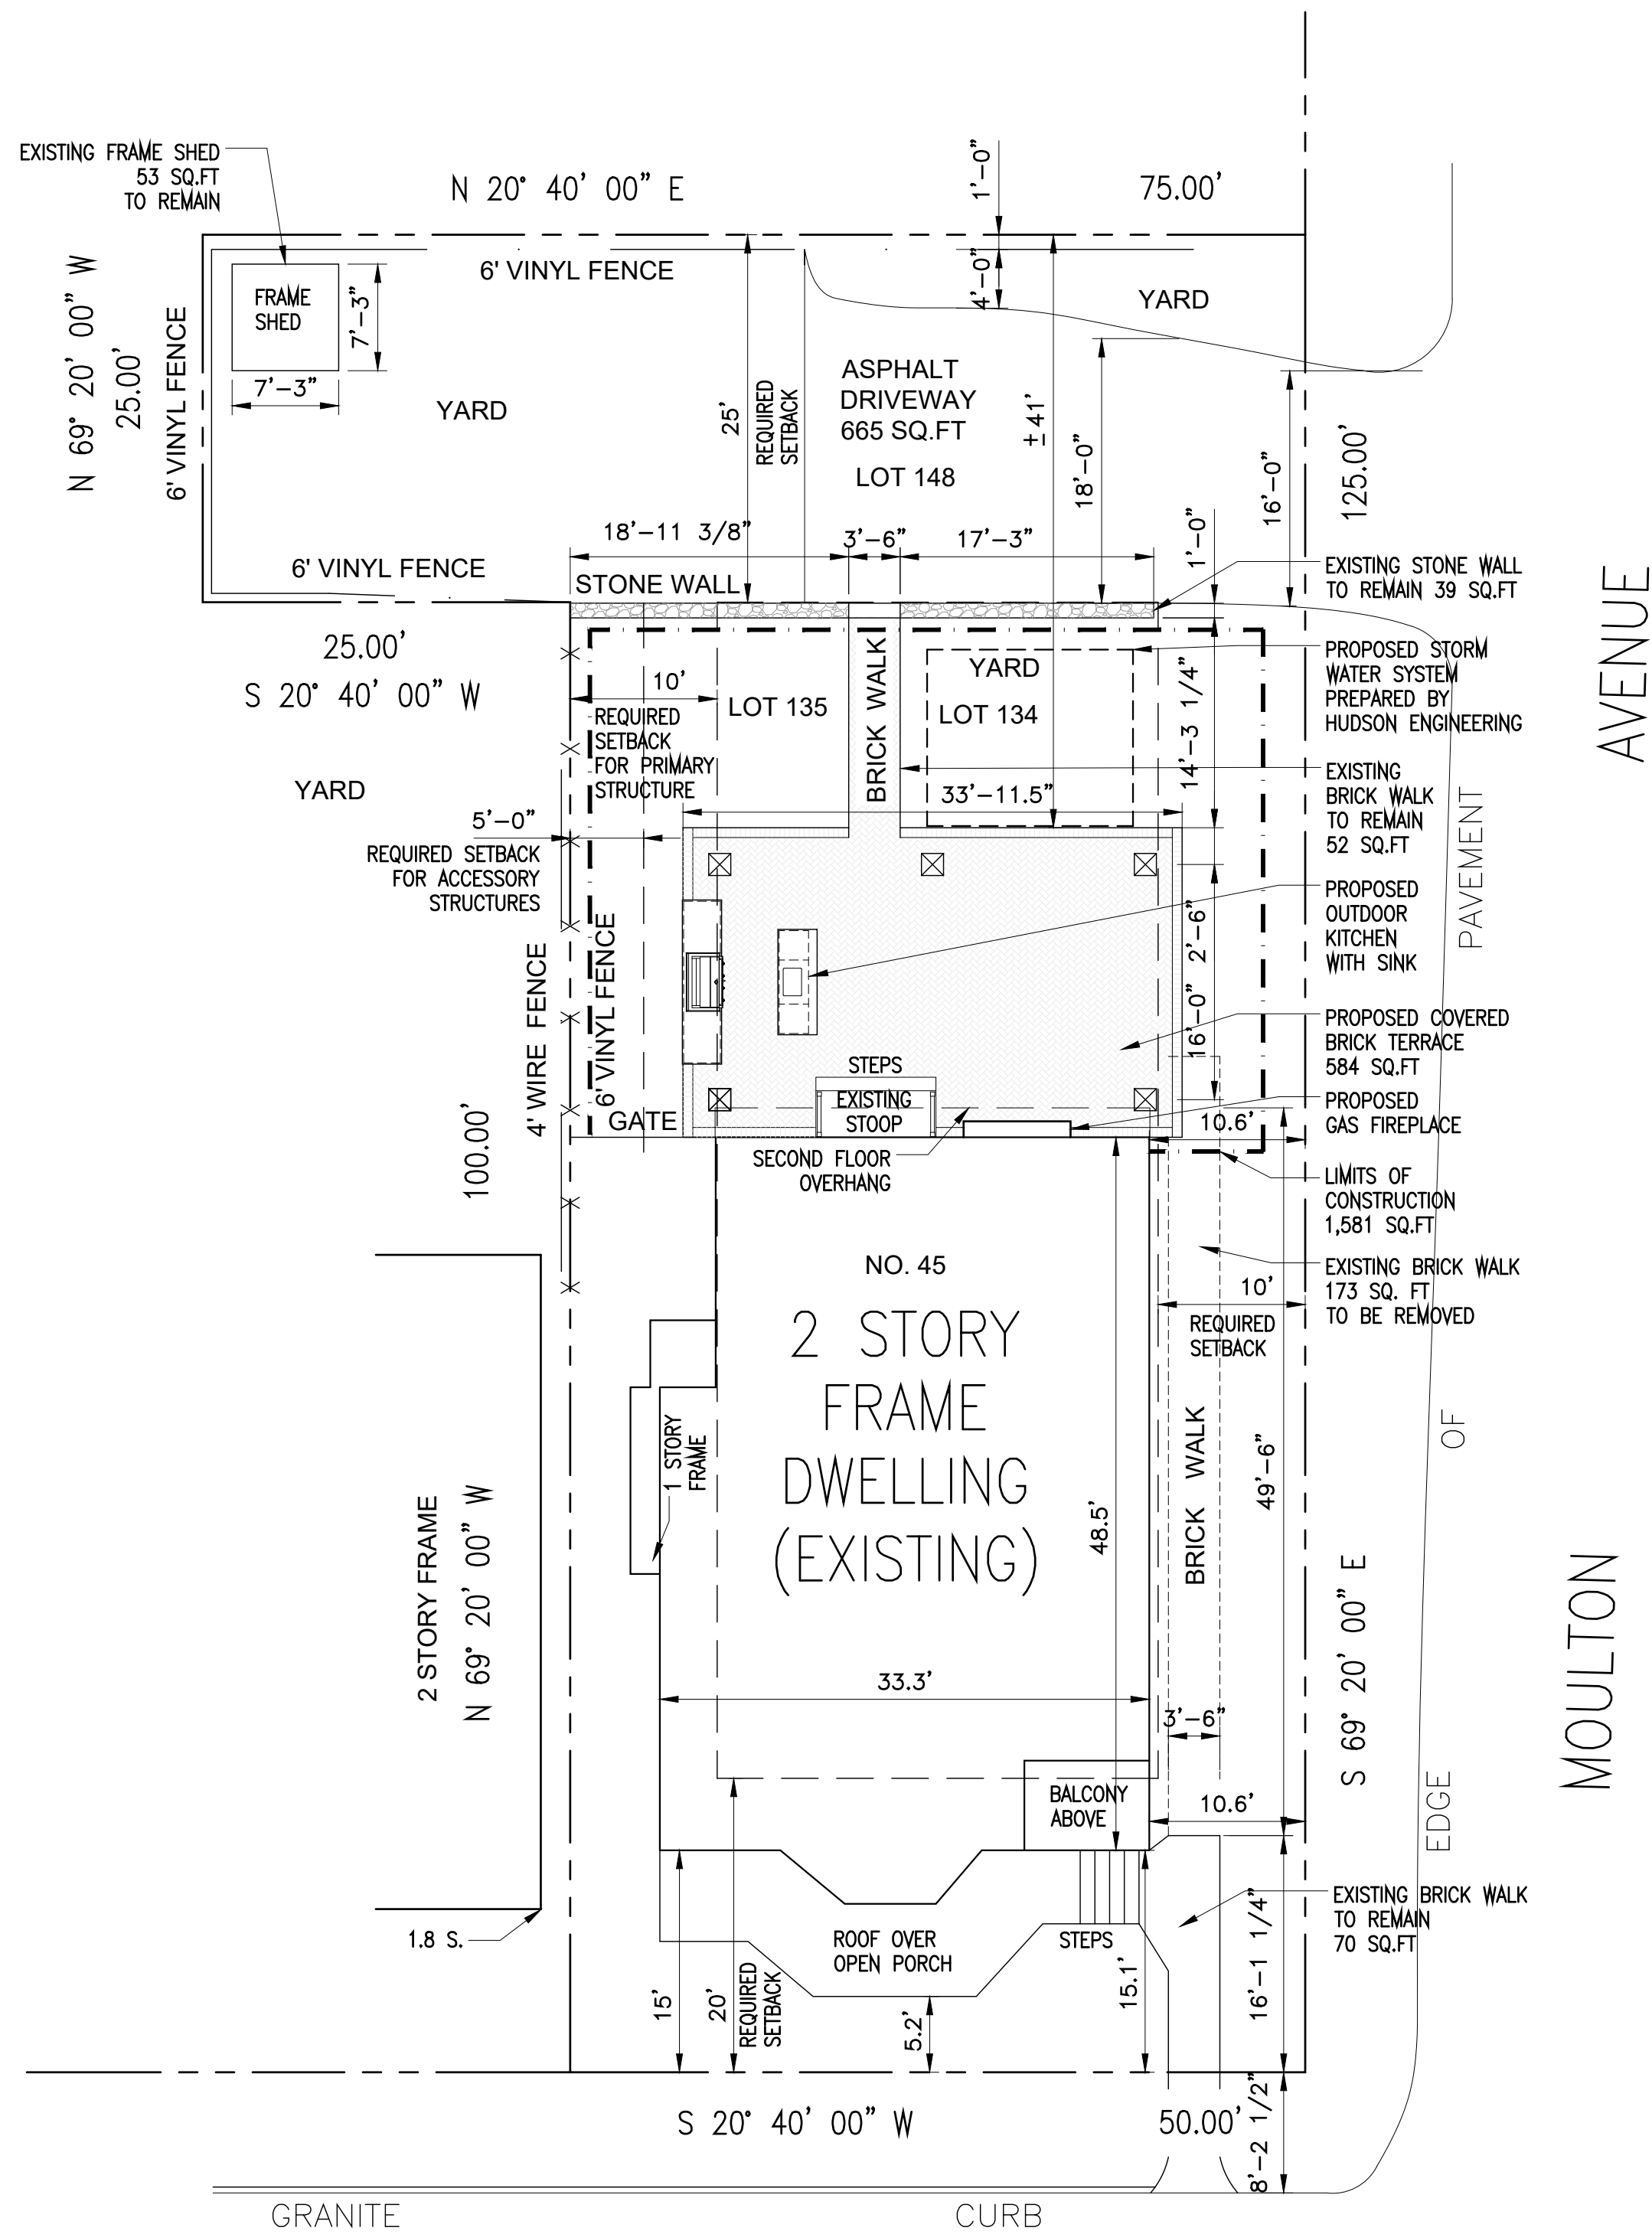 EXISTING FRAME SHED
53 SQ.FT
TO REMAIN
N 20° 40' 00" E
75.00'
1'-0"
N 69° 20' 00" W
25.00'
6' VINYL FENCE
FRAME
SHED
7'-3"
7'-3"
6' VINYL FENCE
4'-0"
YARD
YARD
25'
REQUIRED
SETBACK
ASPHALT
DRIVEWAY
665 SQ.FT
LOT 148
±41'
18'-0"
16'-0"
125.00'
18'-11 3/8"
3'-6"
17'-3"
1'-0"
6' VINYL FENCE
STONE WALL
EXISTING STONE WALL
TO REMAIN 39 SQ.FT
25.00'
S 20° 40' 00" W
10'
LOT 135
REQUIRED
SETBACK
FOR PRIMARY
STRUCTURE
BRICK WALK
YARD
LOT 134
14'-3 1/4"
PROPOSED STORM
WATER SYSTEM
PREPARED BY
HUDSON ENGINEERING
AVENUE
YARD
EXISTING
BRICK WALK
TO REMAIN
52 SQ.FT
33'-11.5"
5'-0"
REQUIRED SETBACK
FOR ACCESSORY
STRUCTURES
PAVEMENT
PROPOSED
OUTDOOR
KITCHEN
WITH SINK
2'-6"
16'-0"
4' WIRE FENCE
6' VINYL FENCE
PROPOSED COVERED
BRICK TERRACE
584 SQ.FT
STEPS
EXISTING
STOOP
GATE
PROPOSED
GAS FIREPLACE
10.6'
SECOND FLOOR
OVERHANG
100.00'
LIMITS OF
CONSTRUCTION
1,581 SQ.FT
NO. 45
EXISTING BRICK WALK
173 SQ. FT
TO BE REMOVED
10'
REQUIRED
SETBACK
2 STORY
FRAME
DWELLING
(EXISTING)
1 STORY
FRAME
BRICK WALK
49'-6"
OF
48.5'
2 STORY FRAME
N 69° 20' 00" W
S 69° 20' 00" E
MOULTON
33.3'
3'-6"
BALCONY
ABOVE
10.6'
EDGE
EXISTING BRICK WALK
TO REMAIN
70 SQ.FT
1.8 S.
ROOF OVER
OPEN PORCH
STEPS
15'
20'
REQUIRED
SETBACK
5.2'
15.1'
16'-1 1/4"
S 20° 40' 00" W
50.00'
8'-2 1/2"
GRANITE
CURB